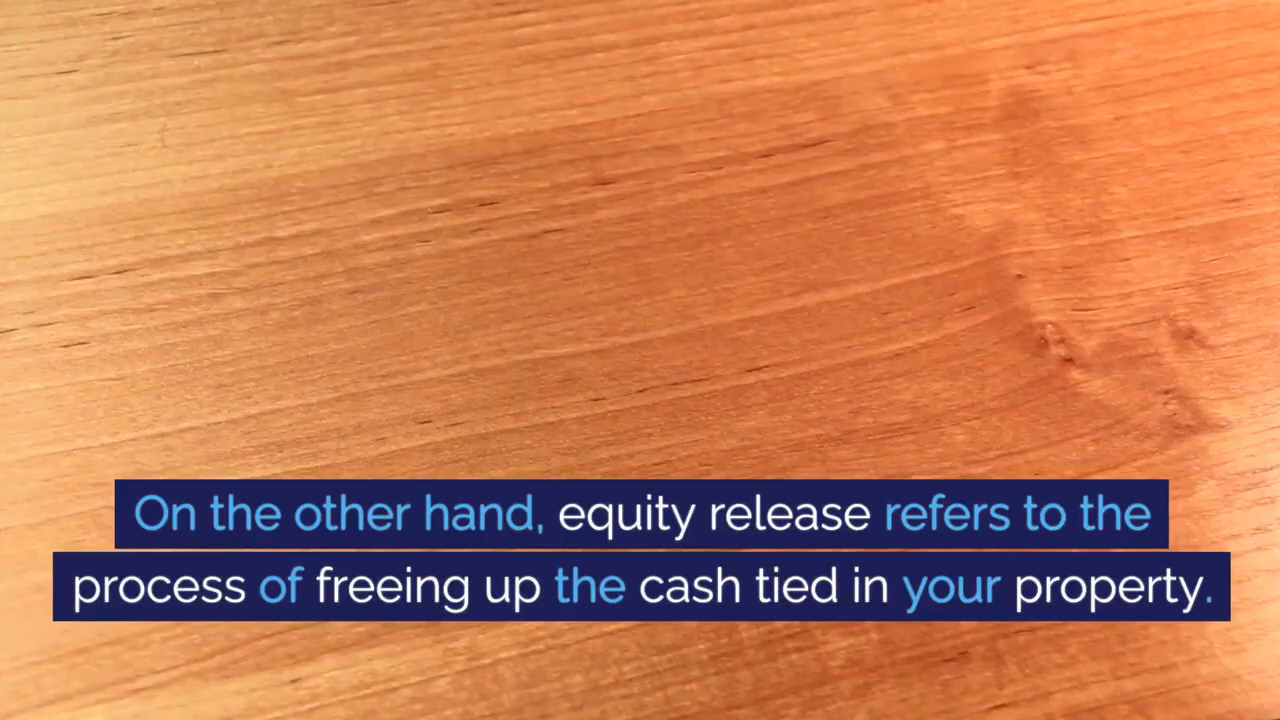 On the other hand, equity release refers to the
process of freeing up the cash tied in your property.